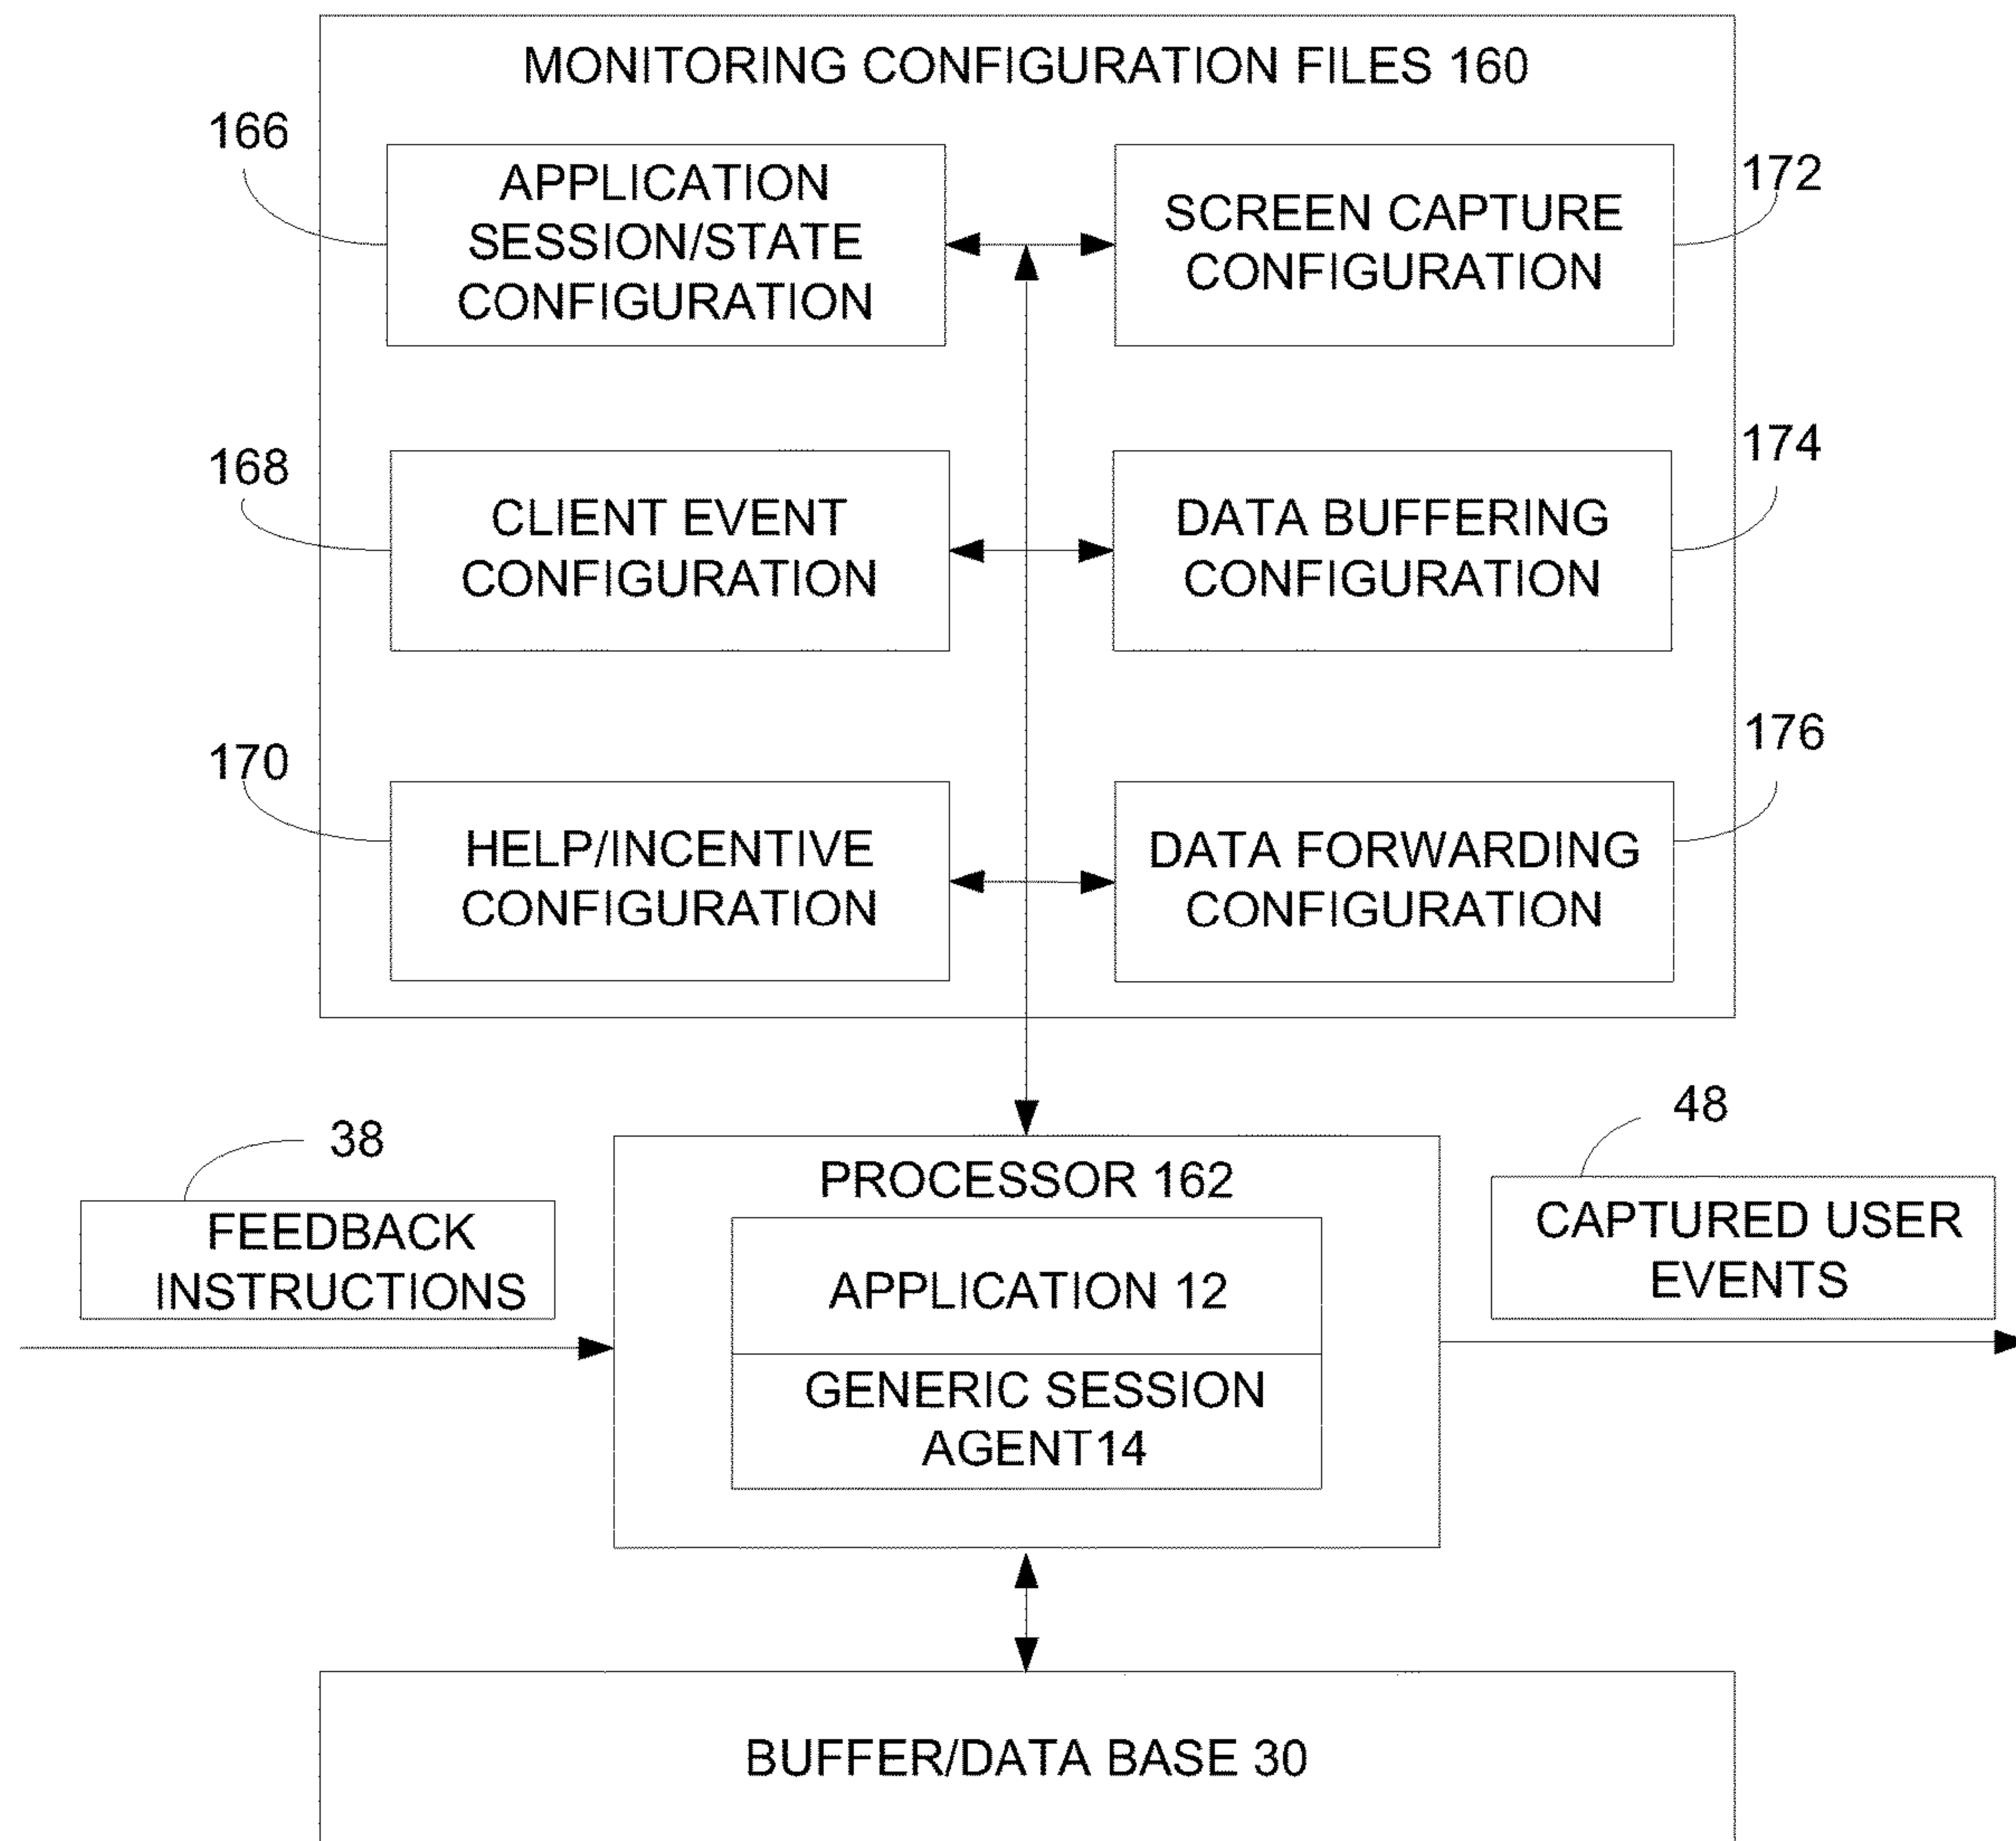 MONITORING CONFIGURATION FILES 160
166
APPLICATION
SESSION/STATE
CONFIGURATION
172
SCREEN CAPTURE
CONFIGURATION
168
CLIENT EVENT
CONFIGURATION
174
DATA BUFFERING
CONFIGURATION
170
HELP/INCENTIVE
CONFIGURATION
176
DATA FORWARDING
CONFIGURATION
38
FEEDBACK
INSTRUCTIONS
PROCESSOR 162
APPLICATION 12
GENERIC SESSION
AGENT14
48
CAPTURED USER
EVENTS
BUFFER/DATA BASE 30